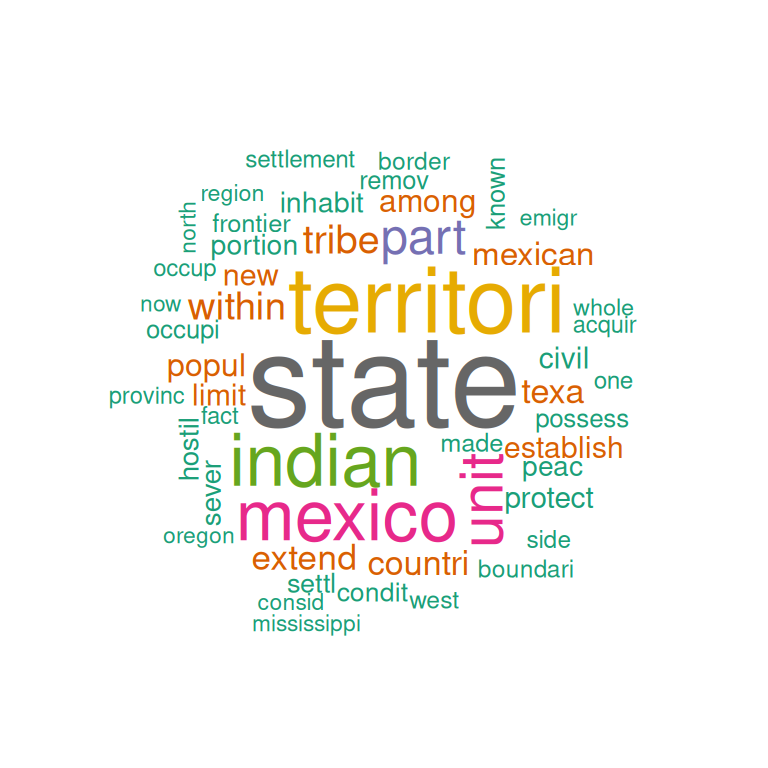 settlement
border
known
remov
region
inhabit
among
emigr
north
frontier
portion
tribe
part
mexican
occup
new
territori
now
within
whole
acquir
occupi
state
civil
popul
texa
one
provinc
limit
fact
possess
hostil
indian
made
establish
sever
unit
peac
mexico
protect
oregon
side
extend
countri
boundari
settl
condit
west
consid
mississippi